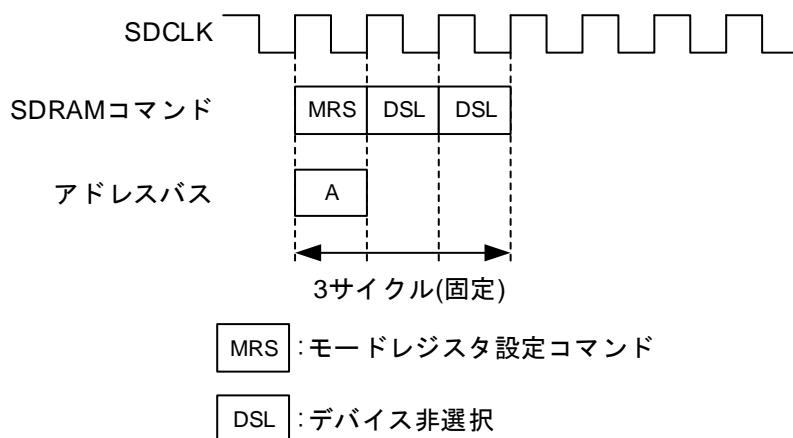 SDCLK
SDRAMコマンド MRS DSL DSL
アドレスバス A
3サイクル(固定)
MRS :モードレジスタ設定コマンド
DSL :デバイス非選択